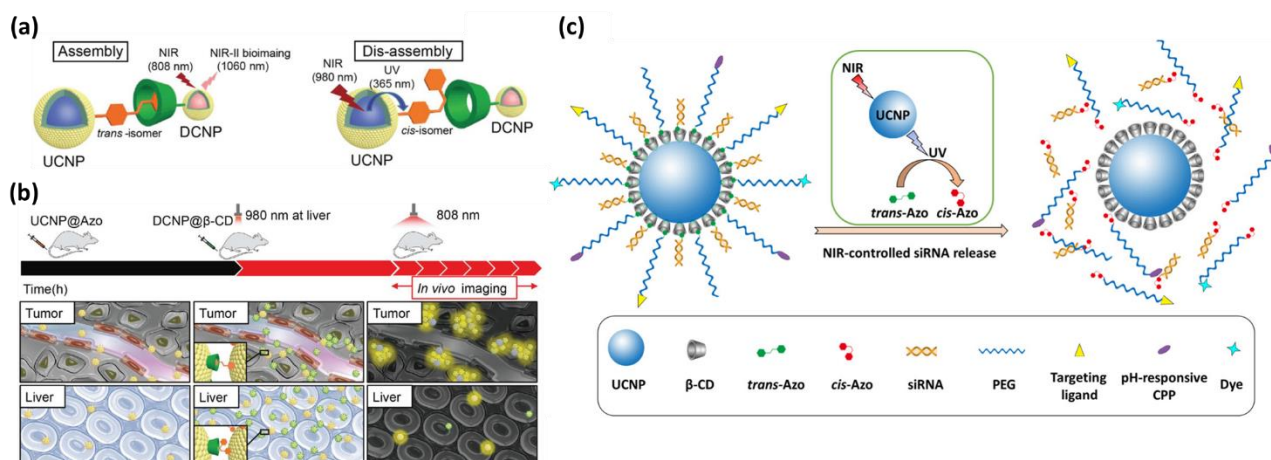 (a)
Assembly
NIR
(808 nm)
NIR-II bioimaing
(1060 nm)
trans-isomer
UCNP
DCNP
Dis-assembly
NIR
(980 nm)
UV
(365 nm)
cis-isomer
UCNP
DCNP
(b)
UCNP@Azo
DCNP@β-CD
980 nm at liver
808 nm
Time(h)
In vivo imaging
Tumor
Tumor
Tumor
Liver
Liver
Liver
(c)
NIR
UCNP
UV
trans-Azo
cis-Azo
NIR-controlled siRNA release
UCNP
β-CD
trans-Azo
cis-Azo
siRNA
PEG
Targeting
ligand
pH-responsive
CPP
Dye